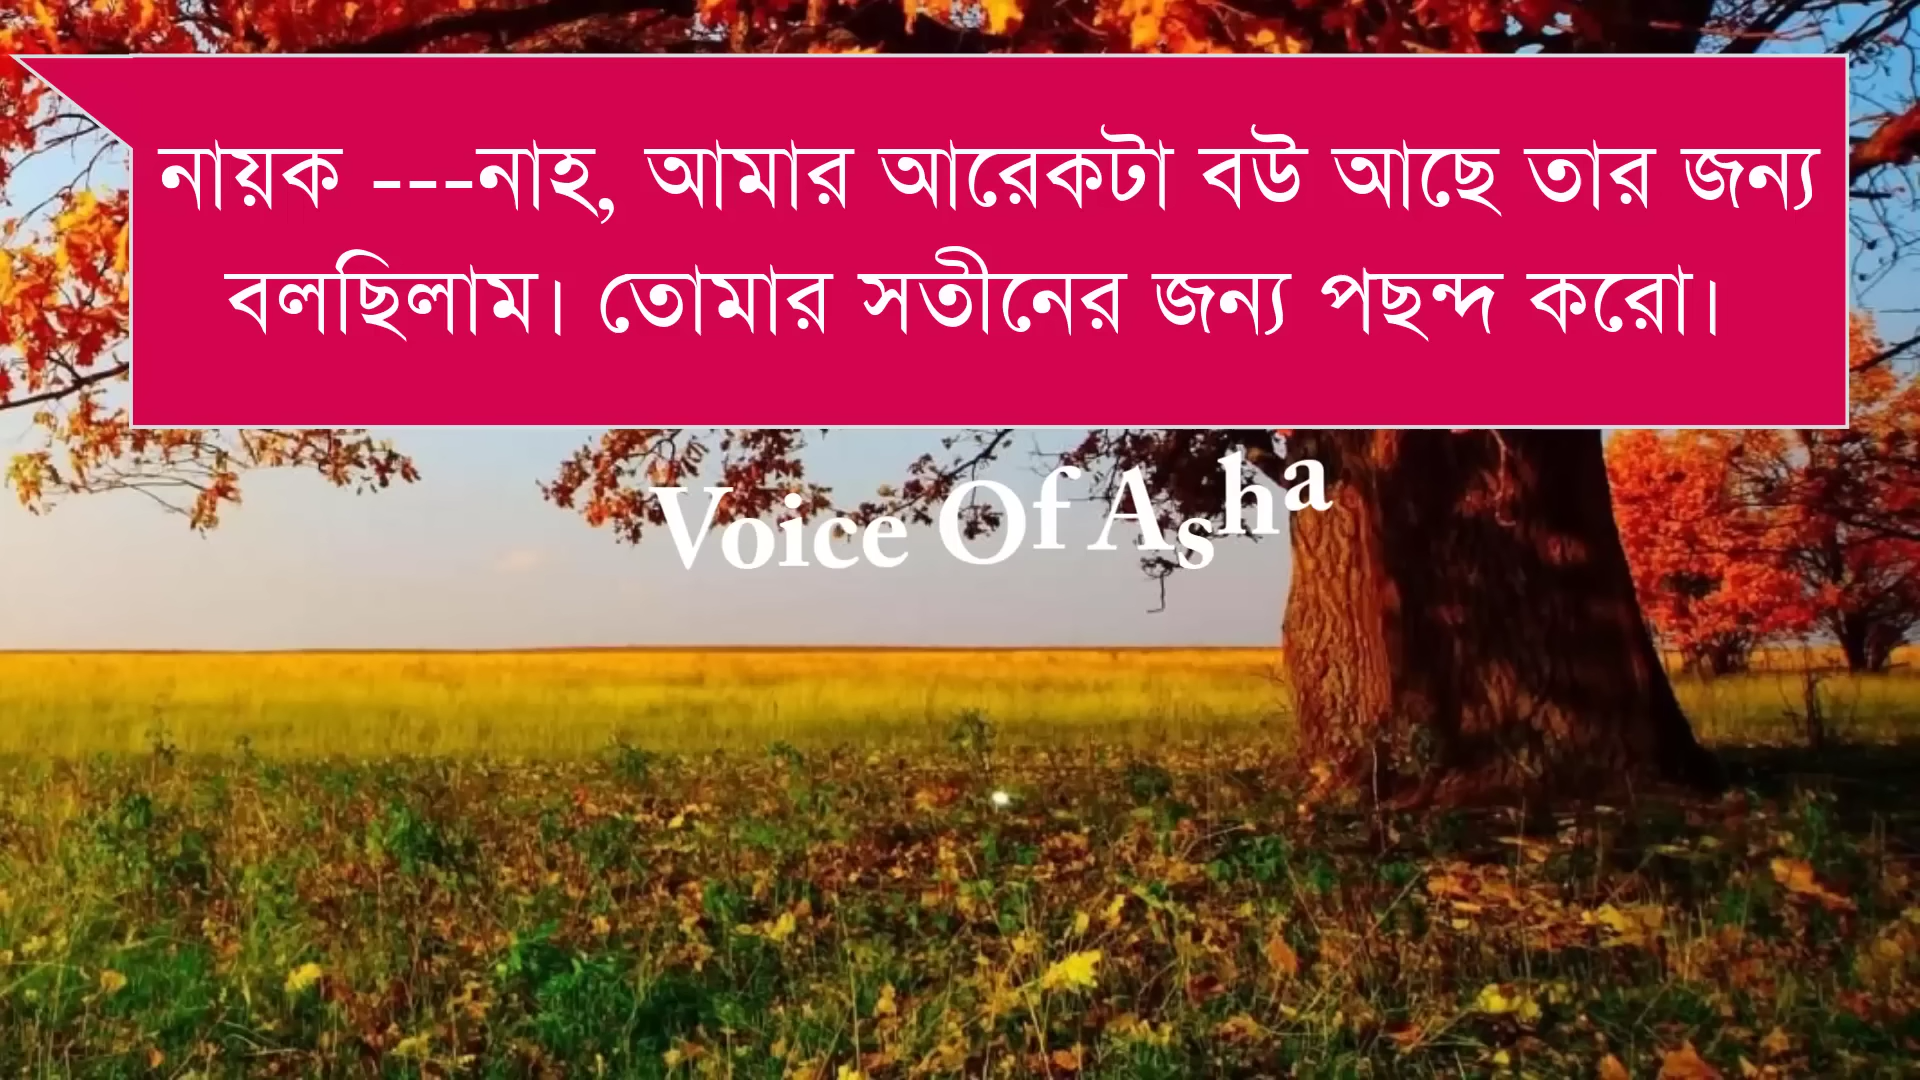 নায়ক ---নাহ, আমার আরেকটা বউ আছে তার জন্য
বলছিলাম। তোমার সতীনের জন্য পছন্দ করো।
Voice Of Asha